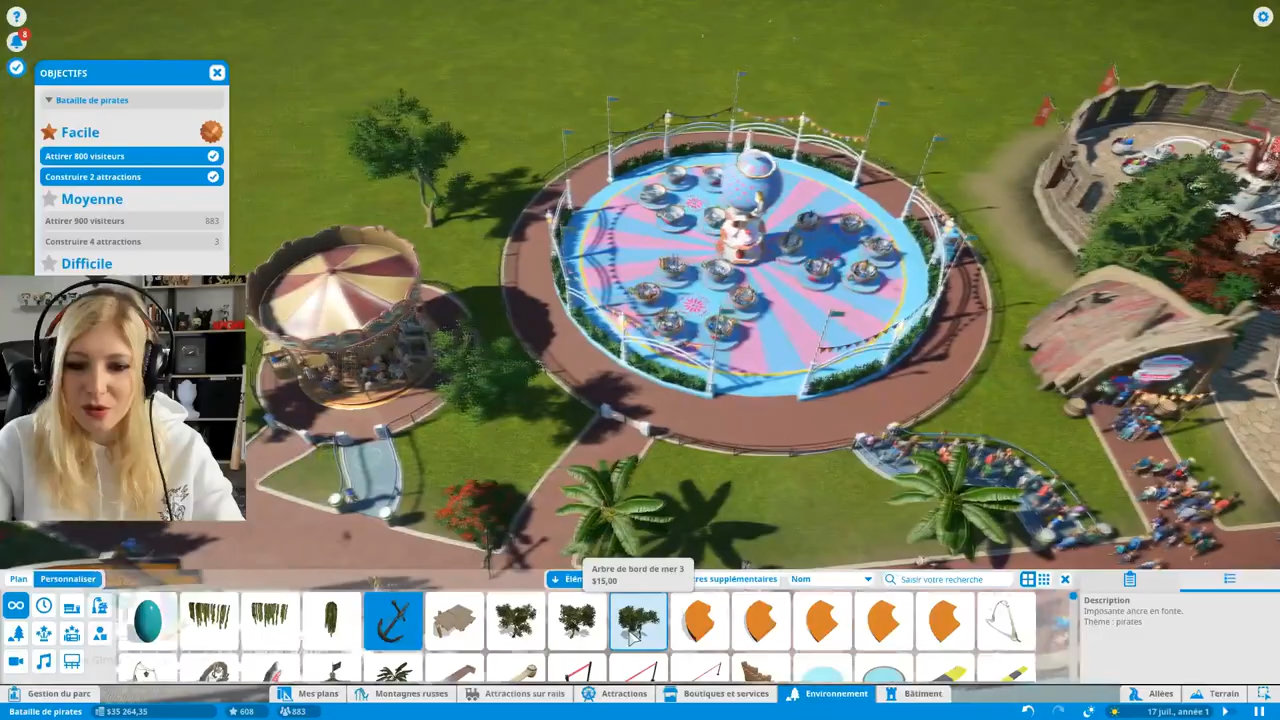 ?
8
OBJECTIFS
Bataille de pirates
Facile
Attirer 800 visiteurs
Construire 2 attractions
Moyenne
Attirer 900 visiteurs 883
Construire 4 attractions 3
Difficile
Arbre de bord de mer 3
$15,00
Plan Personnaliser
res supplémentaires Nom Saisir votre recherche
Description
Imposante ancre en fonte.
Thème : pirates
Gestion du parc Mes plans Montagnes russes Attractions sur rails Attractions Boutiques et services Environnement Bâtiment Allées Terrain
Bataille de pirates $35 264,35 608 883 17 juil., année 1